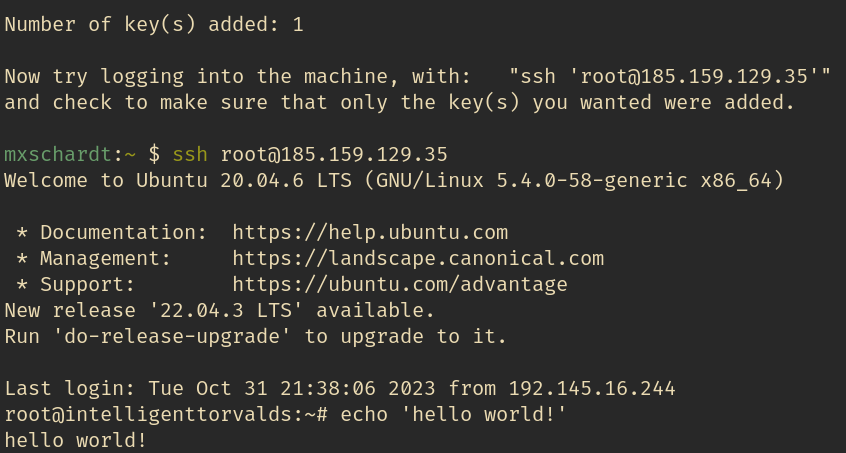 Number of key(s) added: 1
Now try logging into the machine, with:   "ssh 'root@185.159.129.35'"
and check to make sure that only the key(s) you wanted were added.
mxschardt:~ $ ssh root@185.159.129.35
Welcome to Ubuntu 20.04.6 LTS (GNU/Linux 5.4.0-58-generic x86_64)
 * Documentation:  https://help.ubuntu.com
 * Management:     https://landscape.canonical.com
 * Support:        https://ubuntu.com/advantage
New release '22.04.3 LTS' available.
Run 'do-release-upgrade' to upgrade to it.
Last login: Tue Oct 31 21:38:06 2023 from 192.145.16.244
root@intelligenttorvalds:~# echo 'hello world!'
hello world!